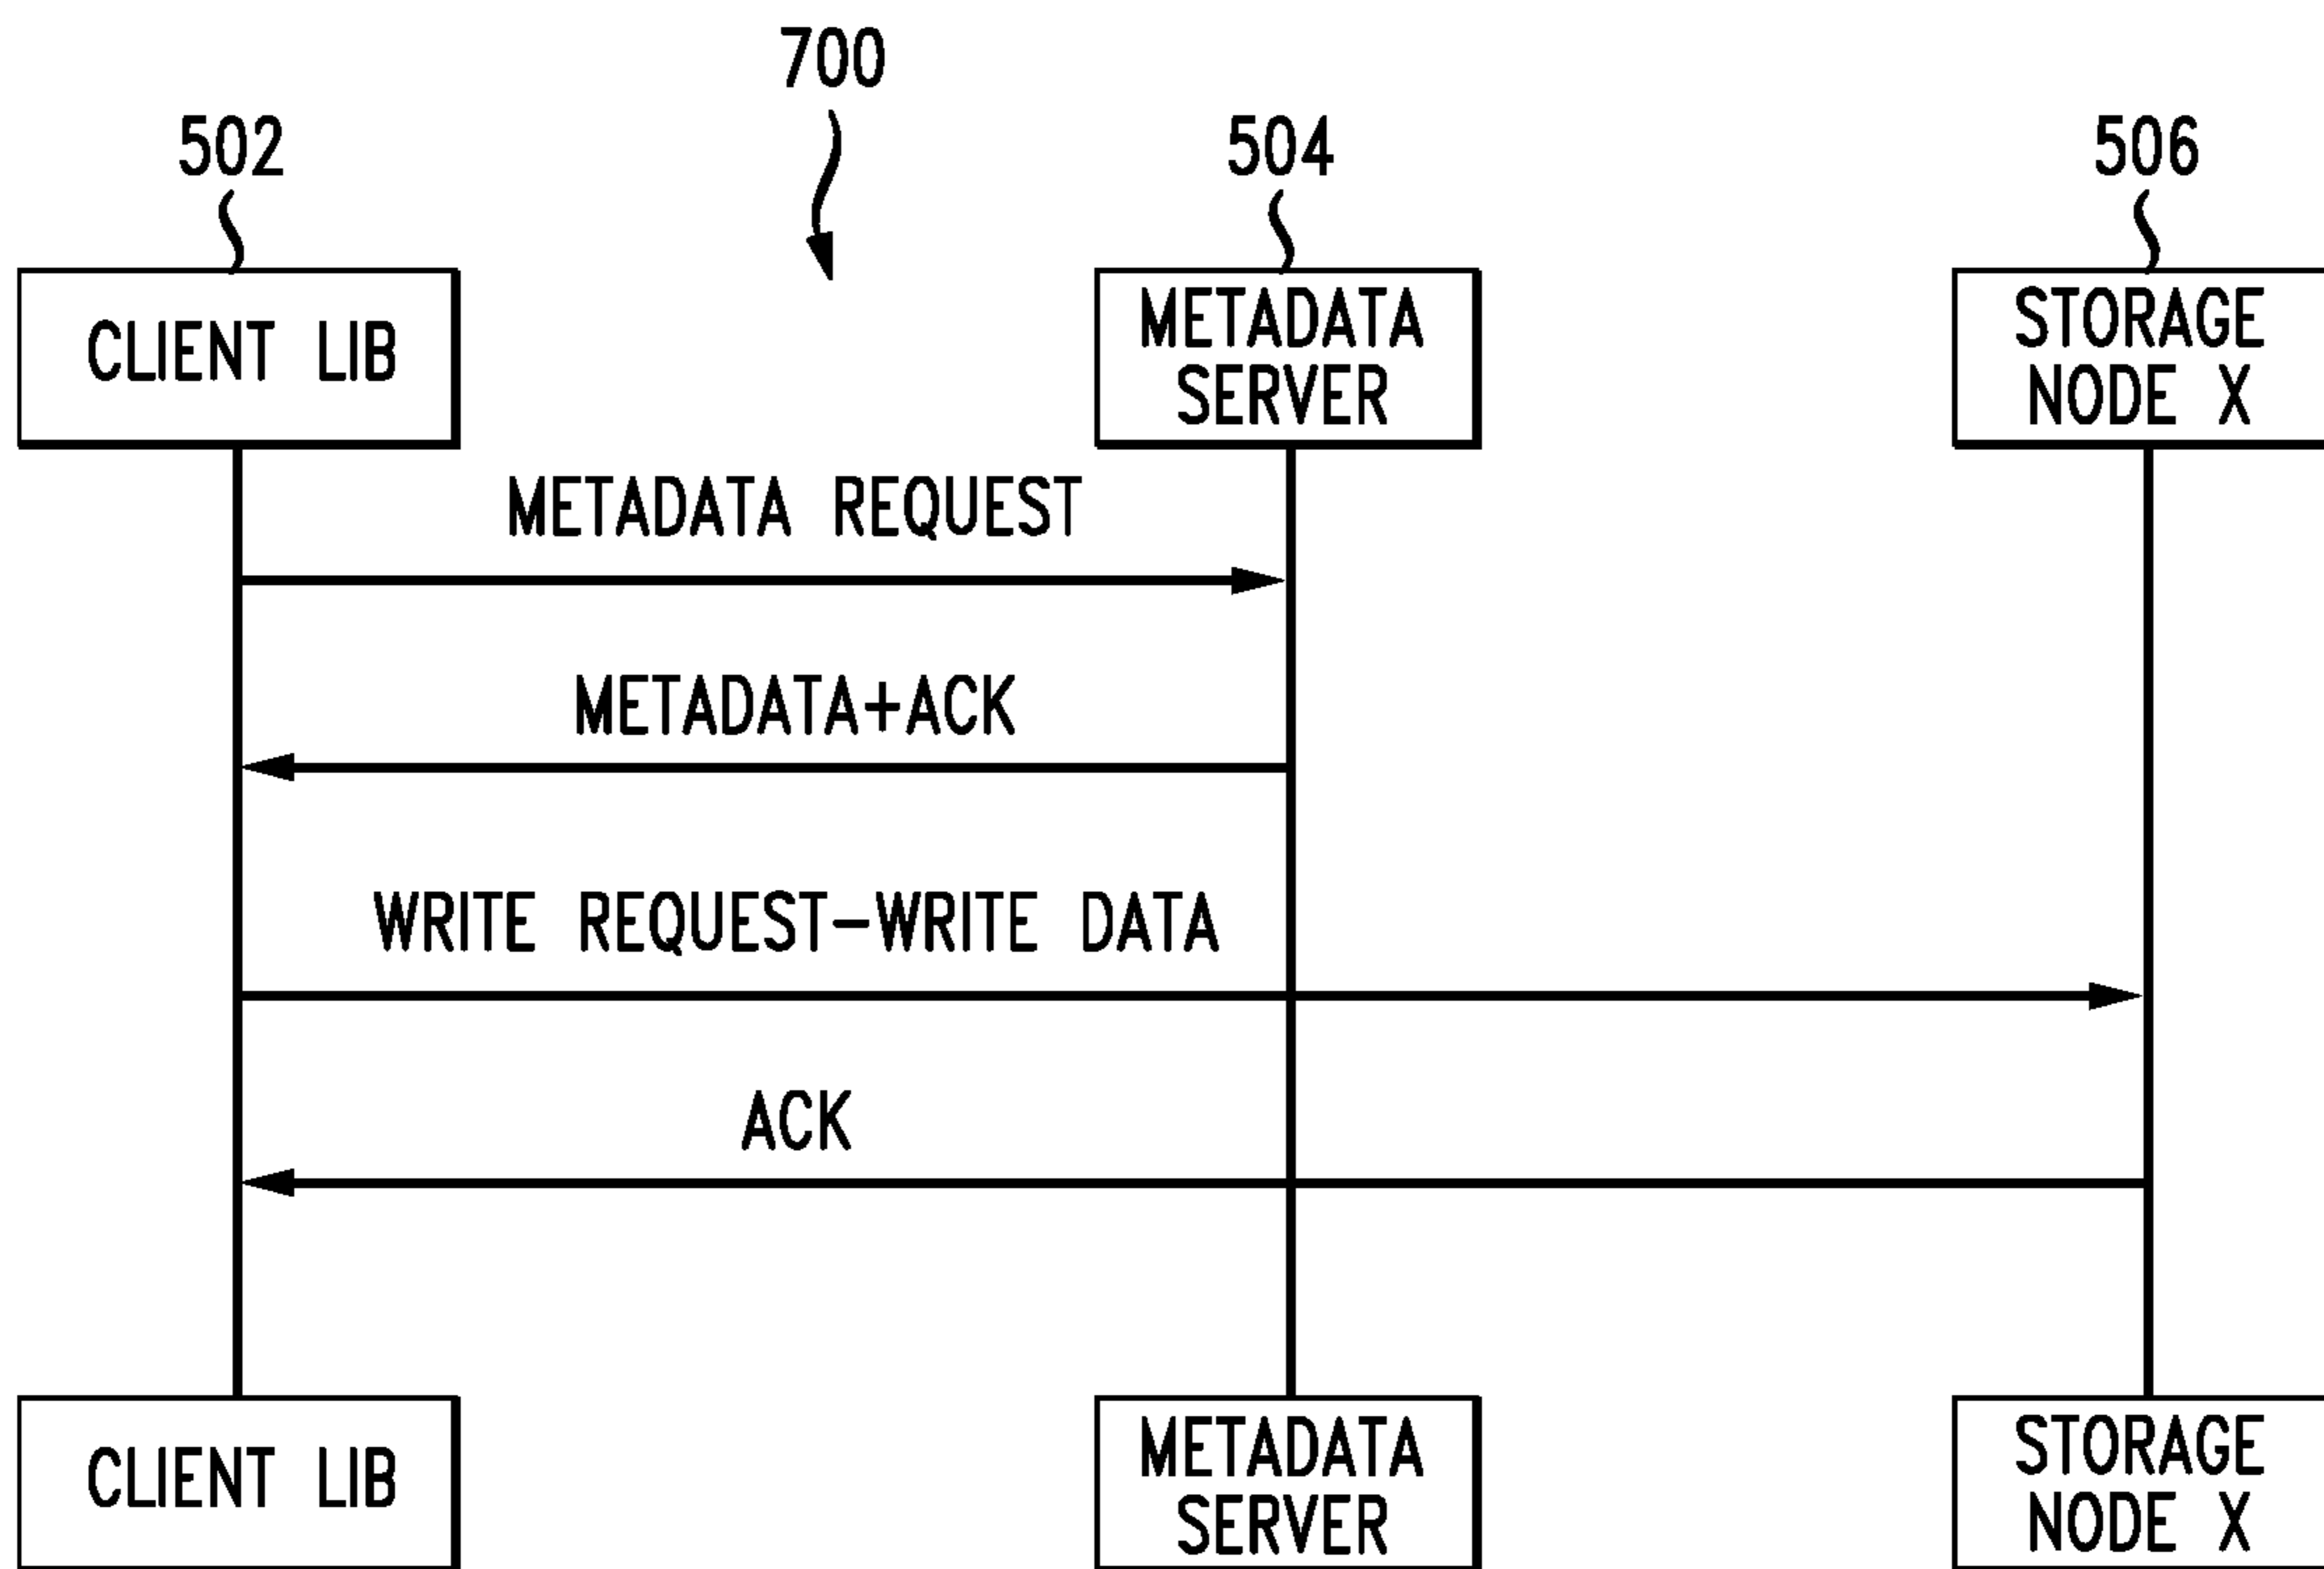 700
502
504
506
CLIENT LIB
METADATA
SERVER
STORAGE
NODE X
METADATA REQUEST
METADATA+ACK
WRITE REQUEST-WRITE DATA
ACK
CLIENT LIB
METADATA
SERVER
STORAGE
NODE X